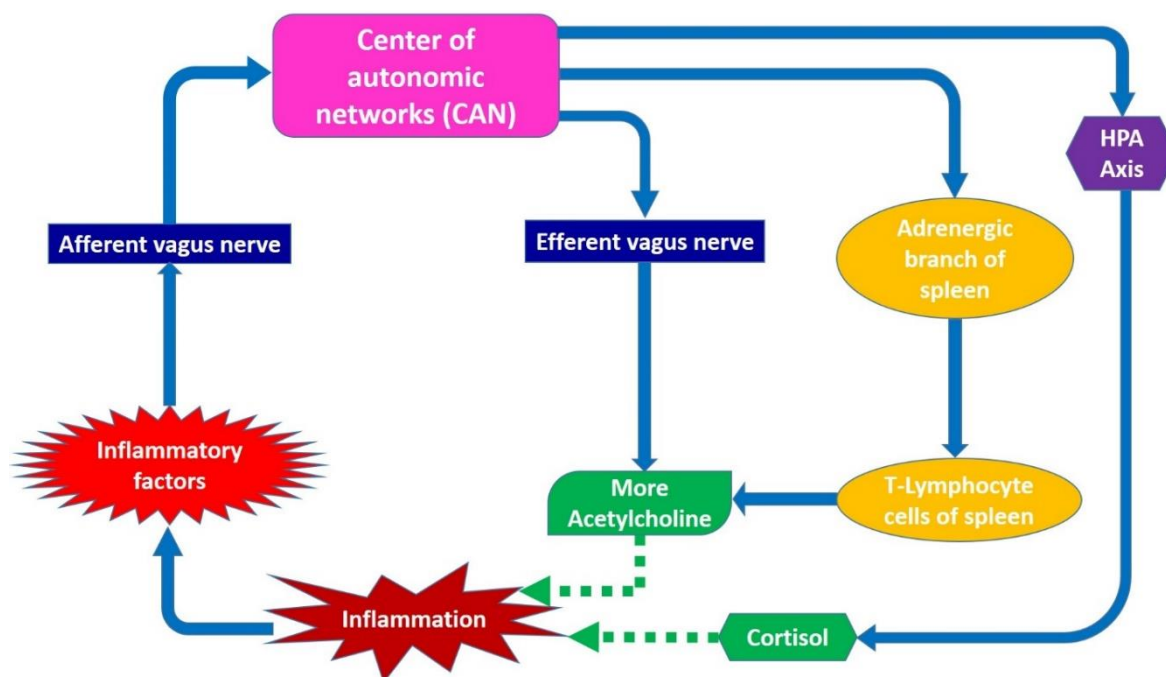 Center of
autonomic
networks (CAN)
HPA
Axis
Afferent vagus nerve
Efferent vagus nerve
Adrenergic
branch of
spleen
Inflammatory
factors
More
Acetylcholine
T-Lymphocyte
cells of spleen
Inflammation
Cortisol